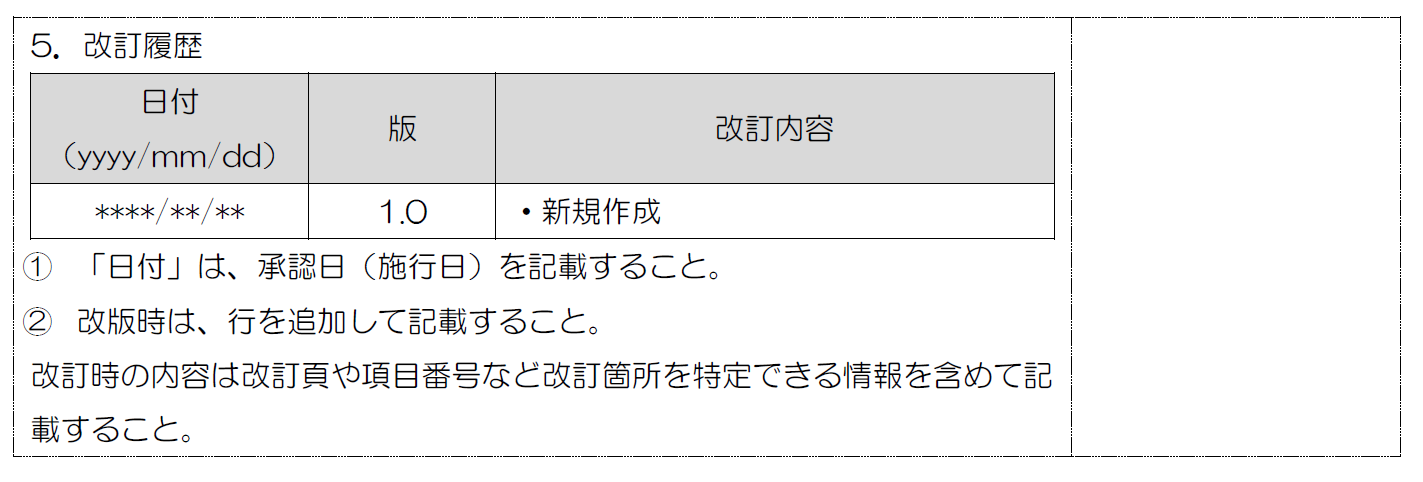 5．改訂履歴
日付
（yyyy/mm/dd）
版
改訂内容
****/**/**
1.0
・新規作成
① 「日付」は、承認日（施行日）を記載すること。
② 改版時は、行を追加して記載すること。
改訂時の内容は改訂頁や項目番号など改訂箇所を特定できる情報を含めて記
載すること。